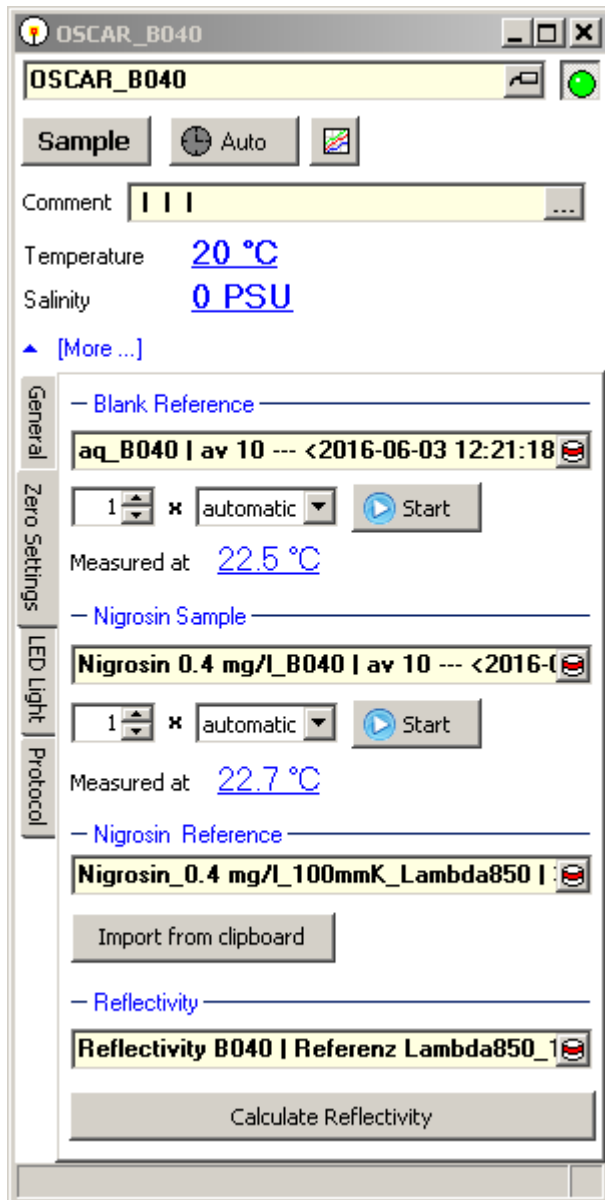 OSCAR_B040
OSCAR_B040
Sample Auto
Comment | | | ...
Temperature 20 °C
Salinity 0 PSU
[More ...]
General
Zero Settings
LED Light
Protocol
Blank Reference
aq_B040 | av 10 --- <2016-06-03 12:21:18
1 x automatic Start
Measured at 22.5 °C
Nigrosin Sample
Nigrosin 0.4 mg/l_B040 | av 10 --- <2016-
1 x automatic Start
Measured at 22.7 °C
Nigrosin Reference
Nigrosin_0.4 mg/l_100mmK_Lambda850 |
Import from clipboard
Reflectivity
Reflectivity B040 | Referenz Lambda850_1
Calculate Reflectivity